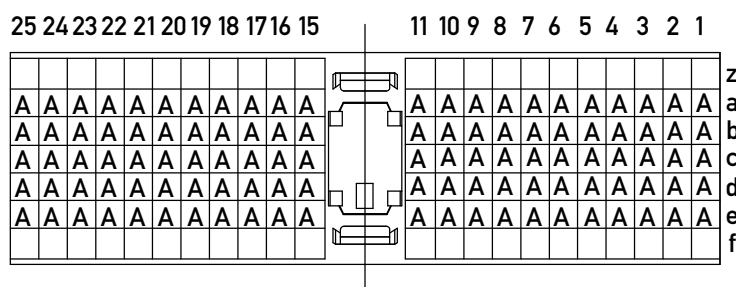 25 24 23 22 21 20 19 18 17 16 15 11 10 9 8 7 6 5 4 3 2 1
z
A A A A A A A A A A A A A A A A A A A A A A a
A A A A A A A A A A A A A A A A A A A A A A b
A A A A A A A A A A A A A A A A A A A A A A c
A A A A A A A A A A A A A A A A A A A A A A d
A A A A A A A A A A A A A A A A A A A A A A e
f